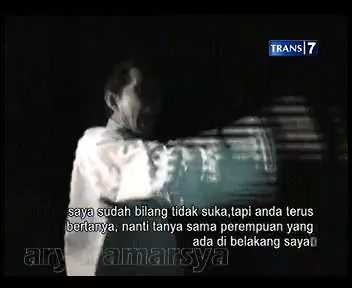 TRANS 7
saya sudah bilang tidak suka,tapi anda terus
bertanya, nanti tanya sama perempuan yang
ada di belakang saya